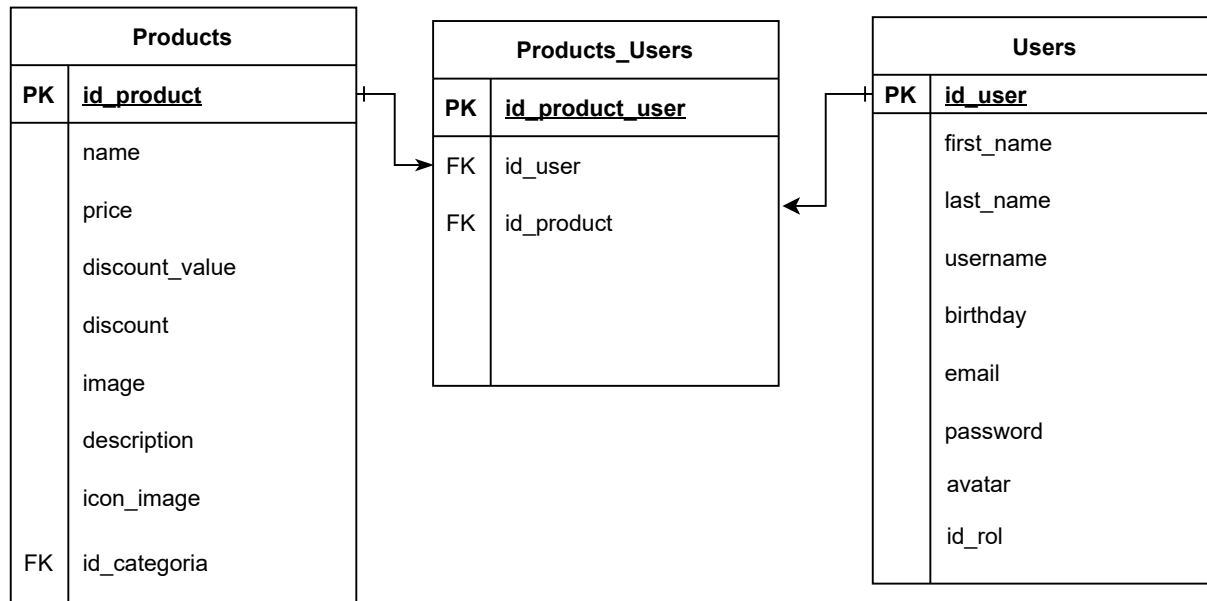 Products
PK id_product
name
price
discount_value
discount
image
description
icon_image
FK id_categoria
Products_Users
PK id_product_user
FK id_user
FK id_product
Users
PK id_user
first_name
last_name
username
birthday
email
password
avatar
id_rol